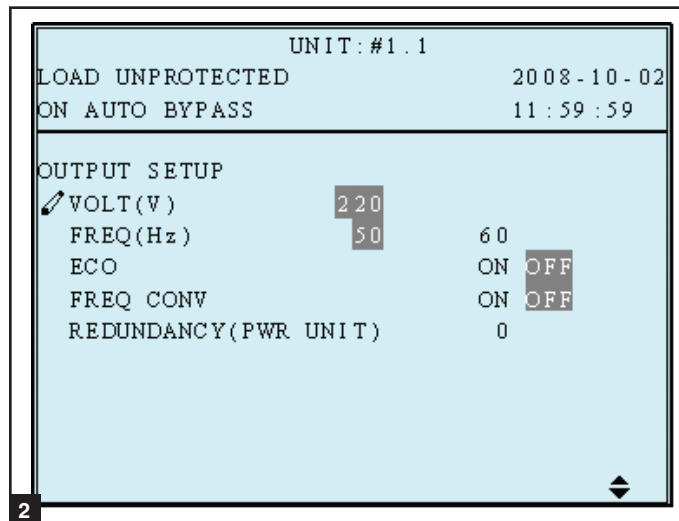 UNIT:#1.1
LOAD UNPROTECTED 2008-10-02
ON AUTO BYPASS 11:59:59
OUTPUT SETUP
VOLT(V) 220
FREQ(Hz) 50 60
ECO ON OFF
FREQ CONV ON OFF
REDUNDANCY(PWR UNIT) 0
2